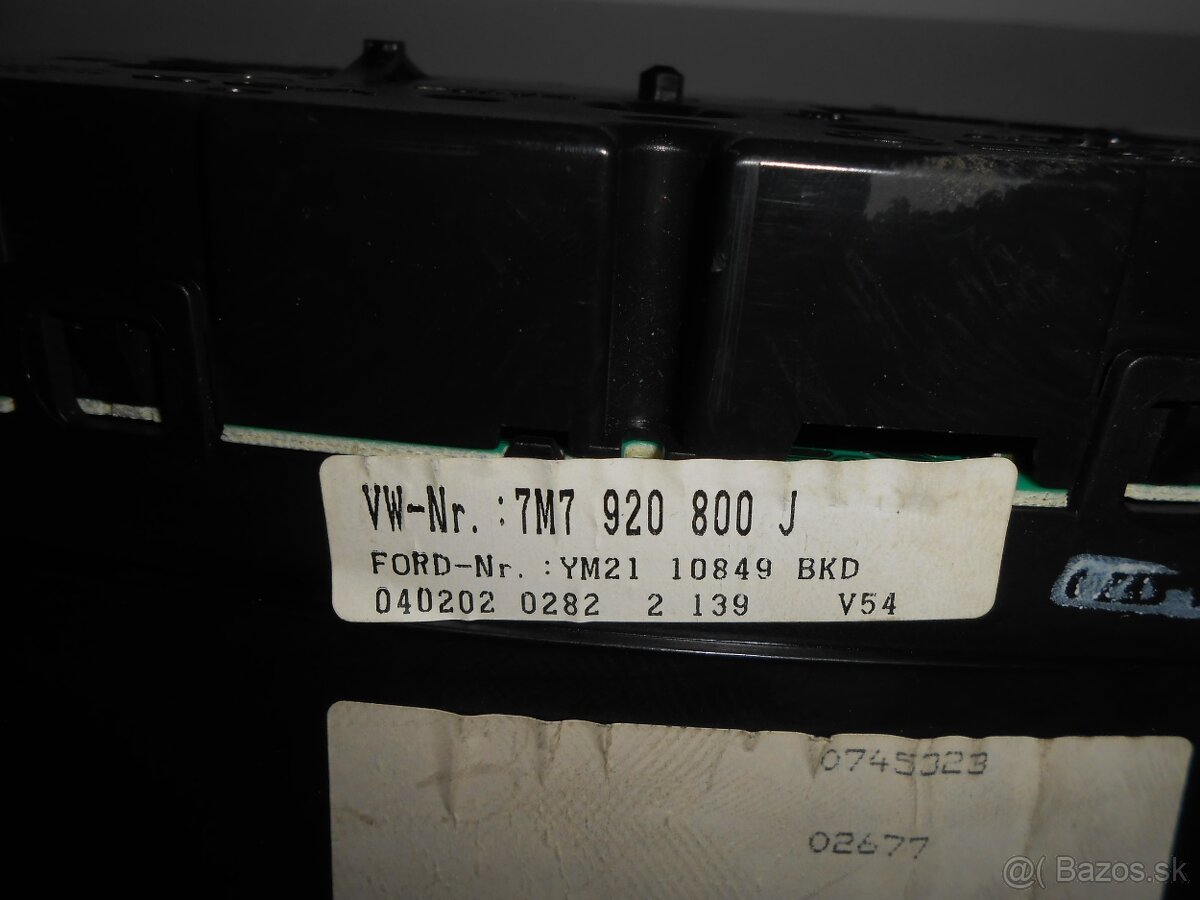 VW-Nr. :7M7 920 800 J
FORD-Nr. :YM21 10849 BKD
040202 0282 2 139 V54
0745323
02677
@( Bazos.sk